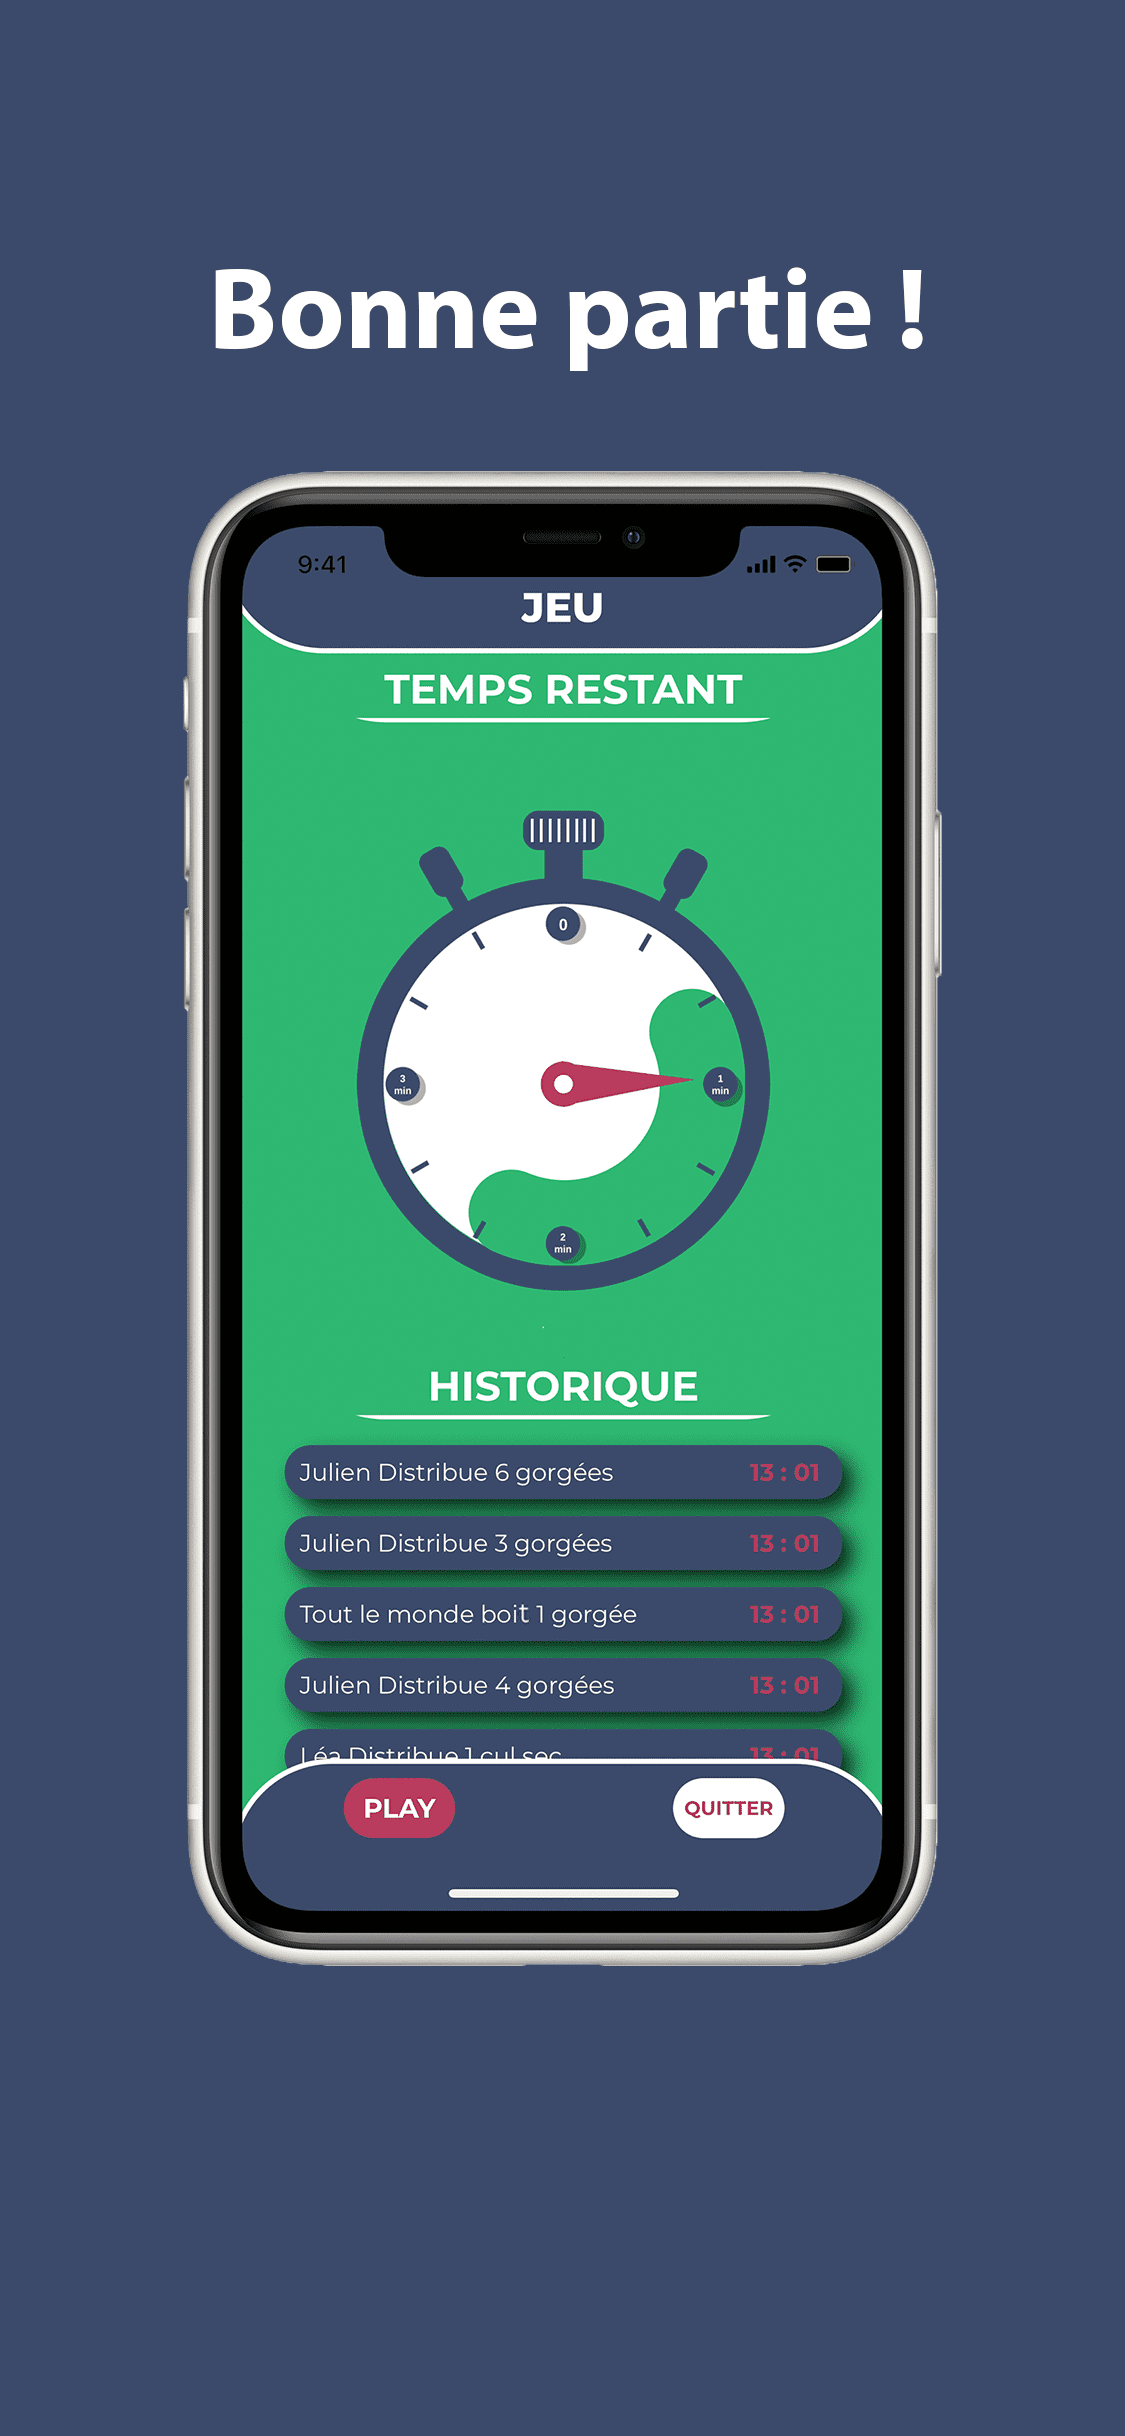 Bonne partie !
9:41
JEU
TEMPS RESTANT
0
3 min
1 min
2 min
HISTORIQUE
Julien Distribue 6 gorgées 13 : 01
Julien Distribue 3 gorgées 13 : 01
Tout le monde boit 1 gorgée 13 : 01
Julien Distribue 4 gorgées 13 : 01
Léa Distribue 1 cul sec 13 : 01
PLAY QUITTER